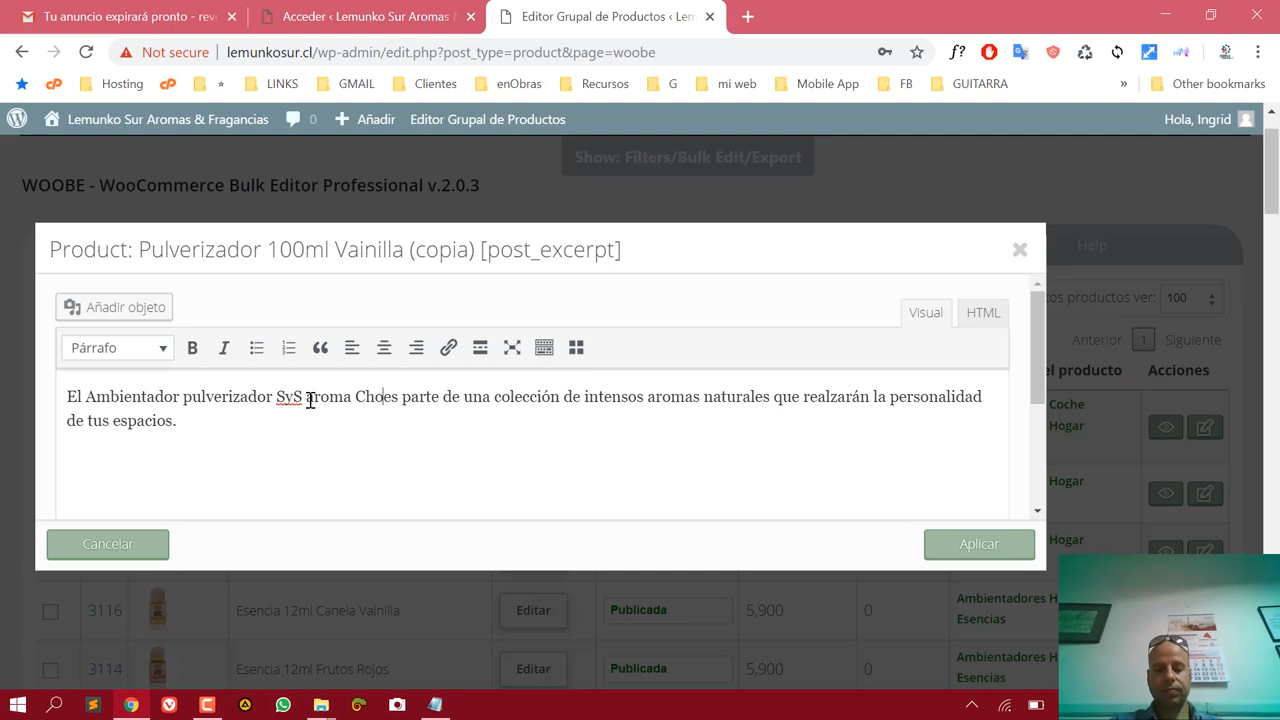 Tu anuncio expirará pronto - reve
Acceder ‹ Lemunko Sur Aromas &
Editor Grupal de Productos ‹ Lem
Not secure
lemunkosur.cl/wp-admin/edit.php?post_type=product&page=woobe
f?
Hosting
*
LINKS
GMAIL
Clientes
enObras
Recursos
G
mi web
Mobile App
FB
GUITARRA
»
Other bookmarks
Lemunko Sur Aromas & Fragancias
0
Añadir
Editor Grupal de Productos
Hola, Ingrid
Show: Filters/Bulk Edit/Export
WOOBE - WooCommerce Bulk Editor Professional v.2.0.3
Help
Product: Pulverizador 100ml Vainilla (copia) [post_excerpt]
Añadir objeto
Visual
HTML
Párrafo
B
I
El Ambientador pulverizador SyS aroma Choes parte de una colección de intensos aromas naturales que realzarán la personalidad
de tus espacios.
Cancelar
Aplicar
os productos ver:
100
Anterior
1
Siguiente
el producto
Acciones
Coche
Hogar
Hogar
Hogar
3116
Esencia 12ml Canela Vainilla
Editar
Publicada
5,900
0
Ambientadores H
Esencias
3114
Esencia 12ml Frutos Rojos
Editar
Publicada
5,900
0
Ambientadores H
Esencias